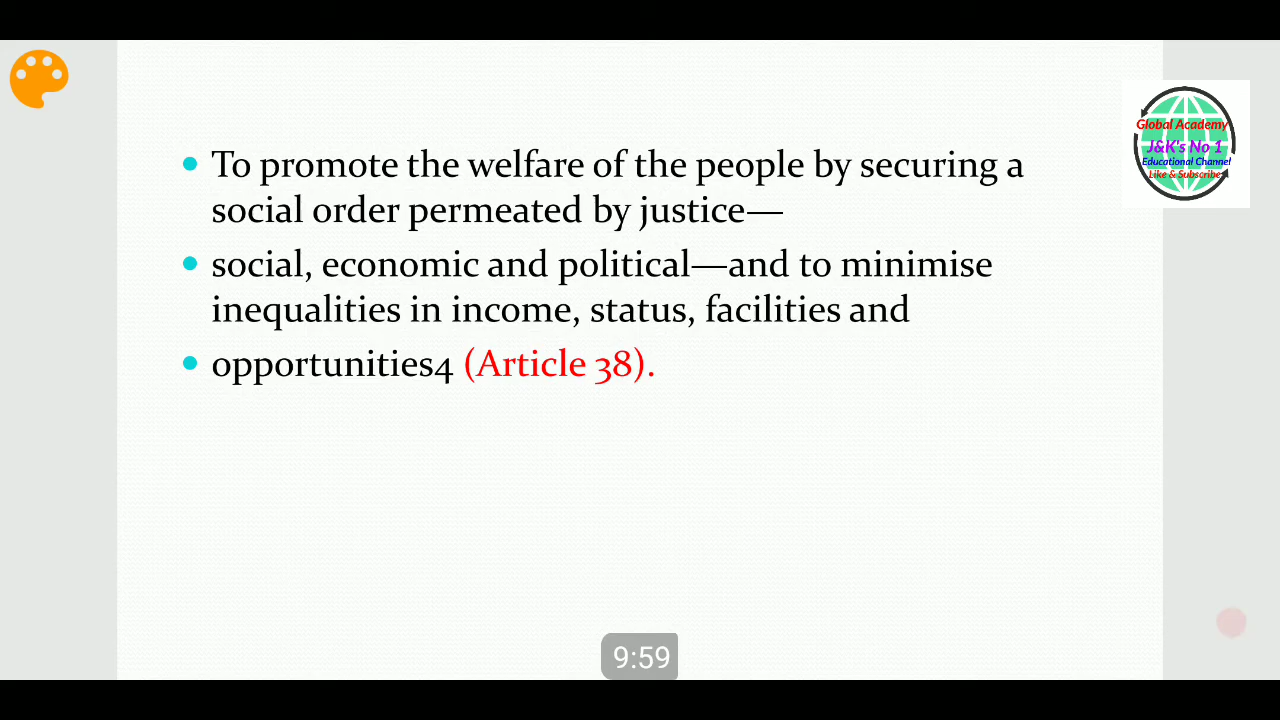 To promote the welfare of the people by securing a
social order permeated by justice—
social, economic and political—and to minimise
inequalities in income, status, facilities and
opportunities4 (Article 38).
Global Academy
J&K's No 1
Educational Channel
Like & Subscribe
9:59